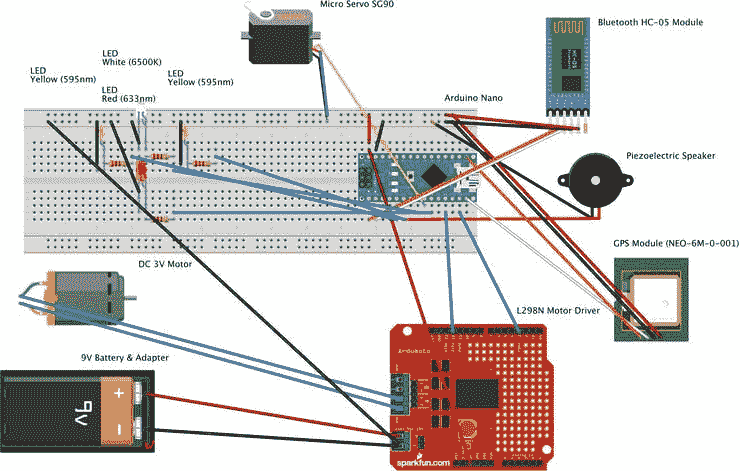 Micro Servo SG90
Bluetooth HC-05 Module
LED
White (6500K)
LED
Yellow (595nm)
LED
Yellow (595nm)
LED
Red (633nm)
Arduino Nano
Piezoelectric Speaker
GPS Module (NEO-6M-0-001)
DC 3V Motor
L298N Motor Driver
9V Battery & Adapter
+
9v
-
sparkfun.com